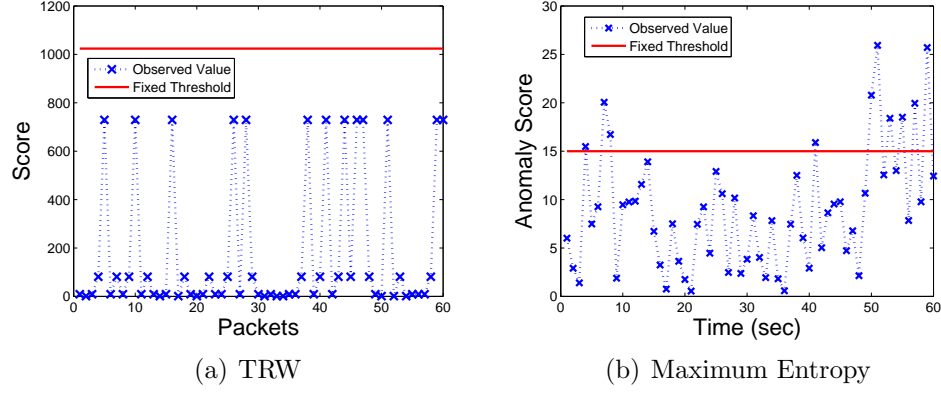 1200
1000
800
600
400
200
0
Score
Observed Value
Fixed Threshold
0 10 20 30 40 50 60
Packets
(a) TRW
30
25
20
15
10
5
0
Anomaly Score
Observed Value
Fixed Threshold
0 10 20 30 40 50 60
Time (sec)
(b) Maximum Entropy